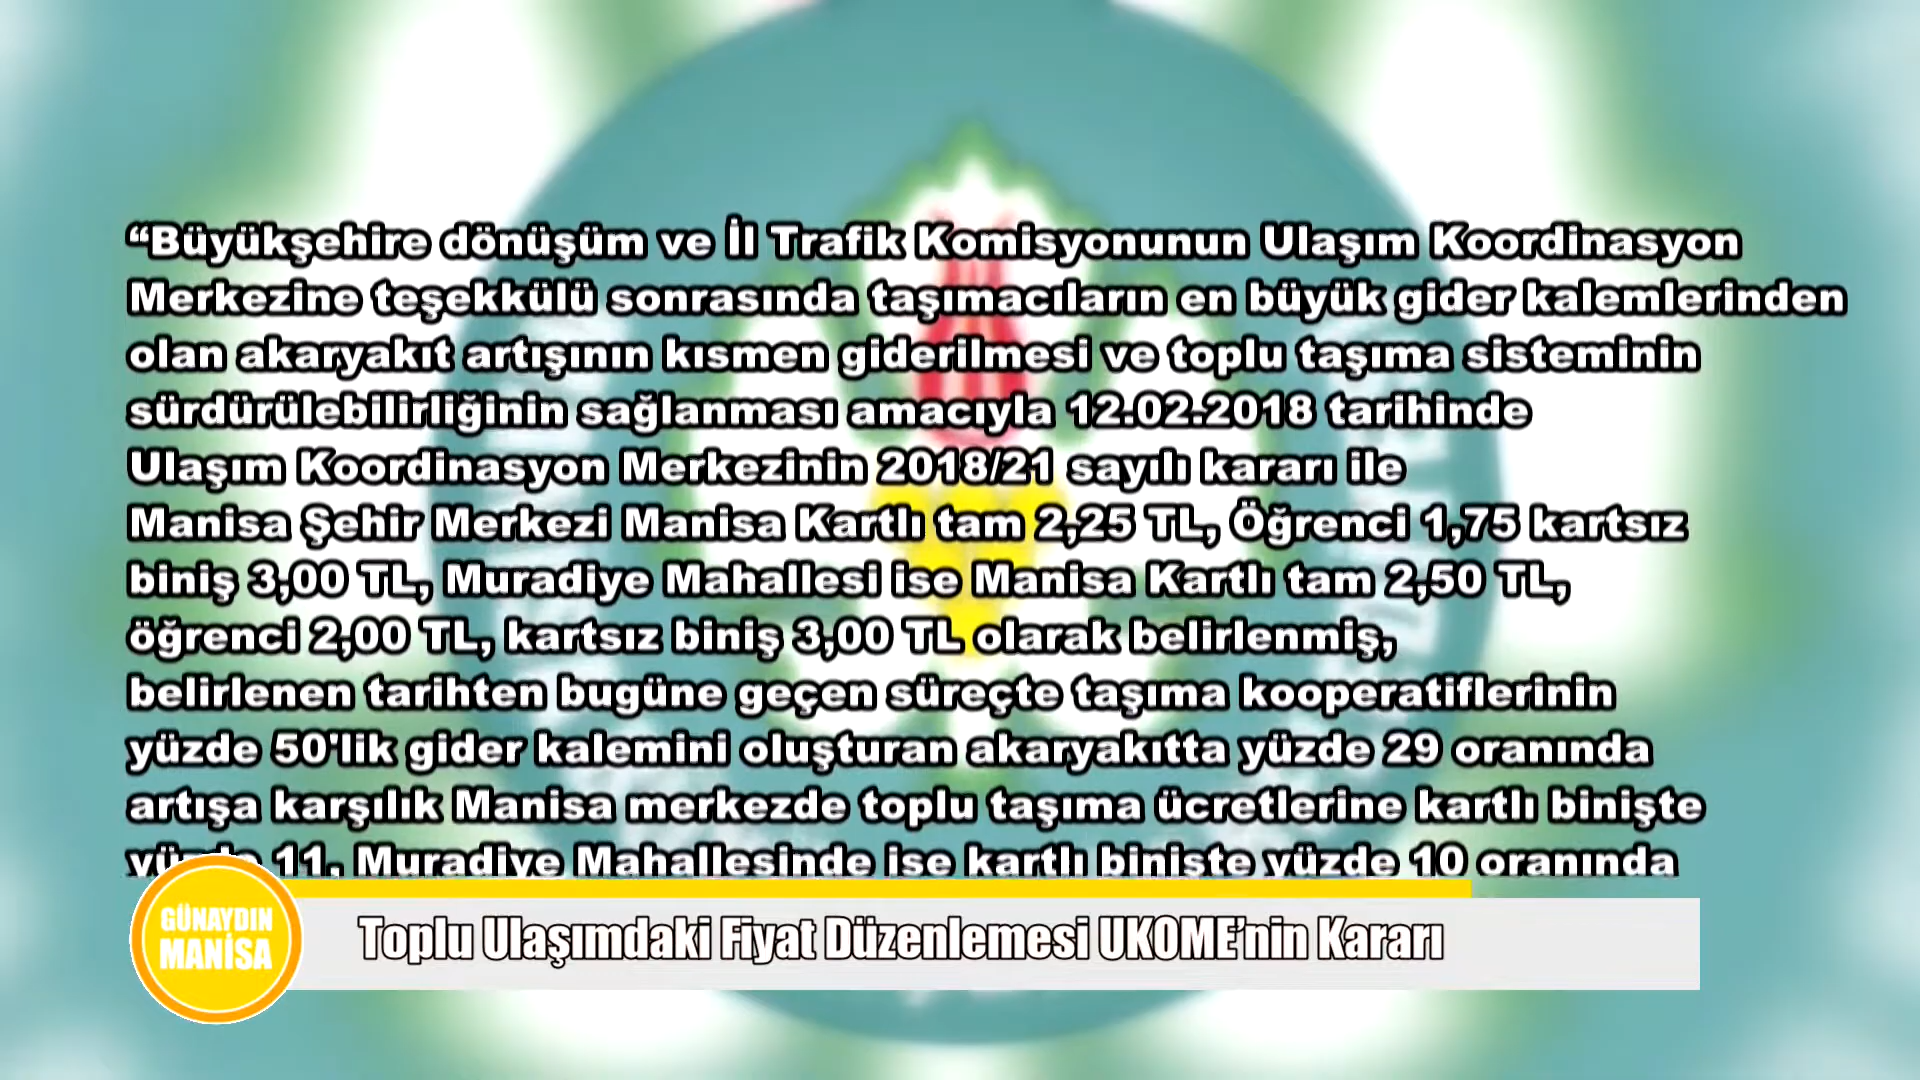 “Büyükşehire dönüşüm ve İl Trafik Komisyonunun Ulaşım Koordinasyon
Merkezine teşekkülü sonrasında taşımacıların en büyük gider kalemlerinden
olan akaryakıt artışının kısmen giderilmesi ve toplu taşıma sisteminin
sürdürülebilirliğinin sağlanması amacıyla 12.02.2018 tarihinde
Ulaşım Koordinasyon Merkezinin 2018/21 sayılı kararı ile
Manisa Şehir Merkezi Manisa Kartlı tam 2,25 TL, Öğrenci 1,75 kartsız
biniş 3,00 TL, Muradiye Mahallesi ise Manisa Kartlı tam 2,50 TL,
öğrenci 2,00 TL, kartsız biniş 3,00 TL olarak belirlenmiş,
belirlenen tarihten bugüne geçen süreçte taşıma kooperatiflerinin
yüzde 50'lik gider kalemini oluşturan akaryakıtta yüzde 29 oranında
artışa karşılık Manisa merkezde toplu taşıma ücretlerine kartlı binişte
yüzde 11, Muradiye Mahallesinde ise kartlı binişte yüzde 10 oranında
GÜNAYDIN
MANİSA
Toplu Ulaşımdaki Fiyat Düzenlemesi UKOME’nin Kararı